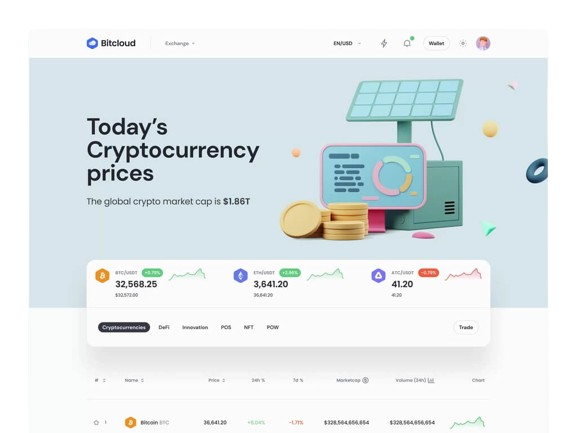 Bitcloud
Exchange
EN/USD
Wallet
Today's
Cryptocurrency
prices
The global crypto market cap is $1.86T
BTC/USDT +0.79%
32,568.25
$32,572.00
ETH/USDT
3,641.20
36,641.20
ATC/USDT -0.79%
41.20
41.20
Cryptocurrencies DeFi Innovation POS NFT POW
Trade
# Name Price 24h % 7d % Marketcap Volume (24h) Chart
1 Bitcoin BTC 36,641.20 +6.04% -1.71% $328,564,656,654 $328,564,656,654